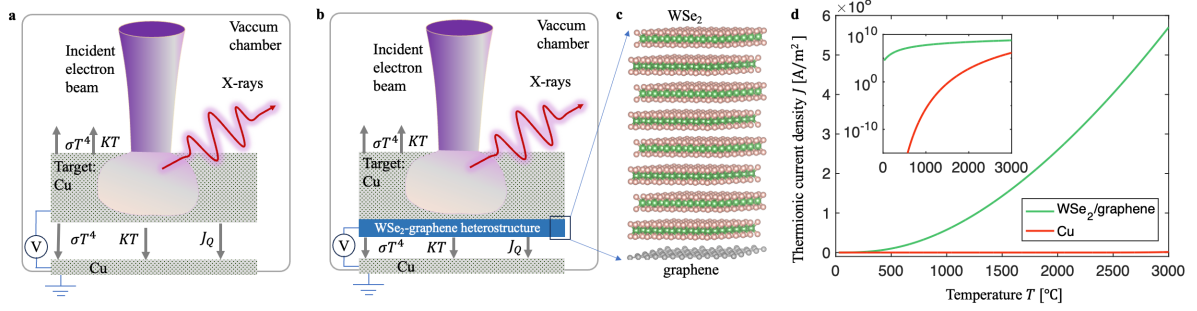 a
Vaccum
chamber
Incident
electron
beam
X-rays
σT⁴
KT
Target:
Cu
V
σT⁴
KT
J_Q
Cu
b
Vaccum
chamber
Incident
electron
beam
X-rays
σT⁴
KT
Target:
Cu
WSe₂-graphene heterostructure
V
σT⁴
KT
J_Q
Cu
c
WSe₂
graphene
d
6
×10⁸
5
4
3
2
1
0
Thermionic current density J [A/m²]
10¹⁰
10⁰
10⁻¹⁰
0
1000
2000
3000
WSe₂/graphene
Cu
0
500
1000
1500
2000
2500
3000
Temperature T [°C]